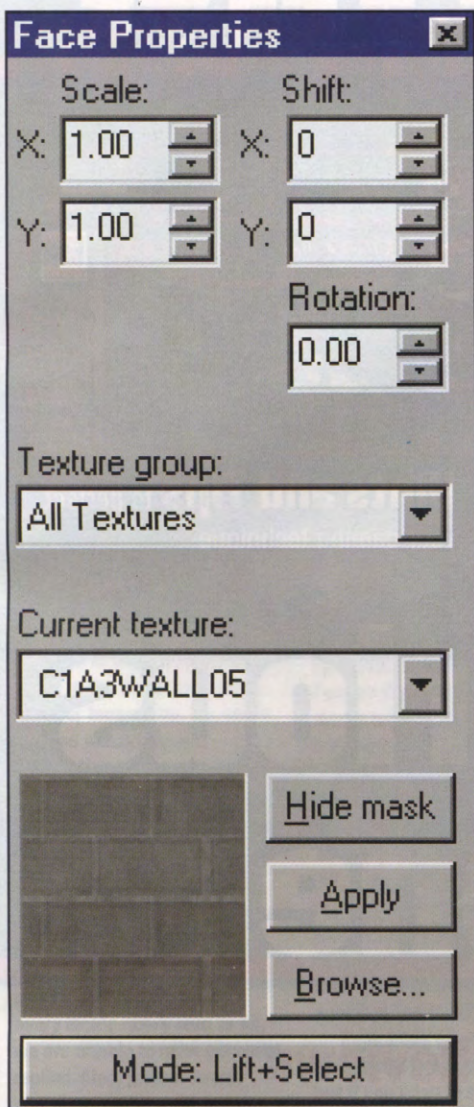 Face Properties
Scale: Shift:
X: 1.00 X: 0
Y: 1.00 Y: 0
Rotation:
0.00
Texture group:
All Textures
Current texture:
C1A3WALL05
Hide mask
Apply
Browse...
Mode: Lift+Select